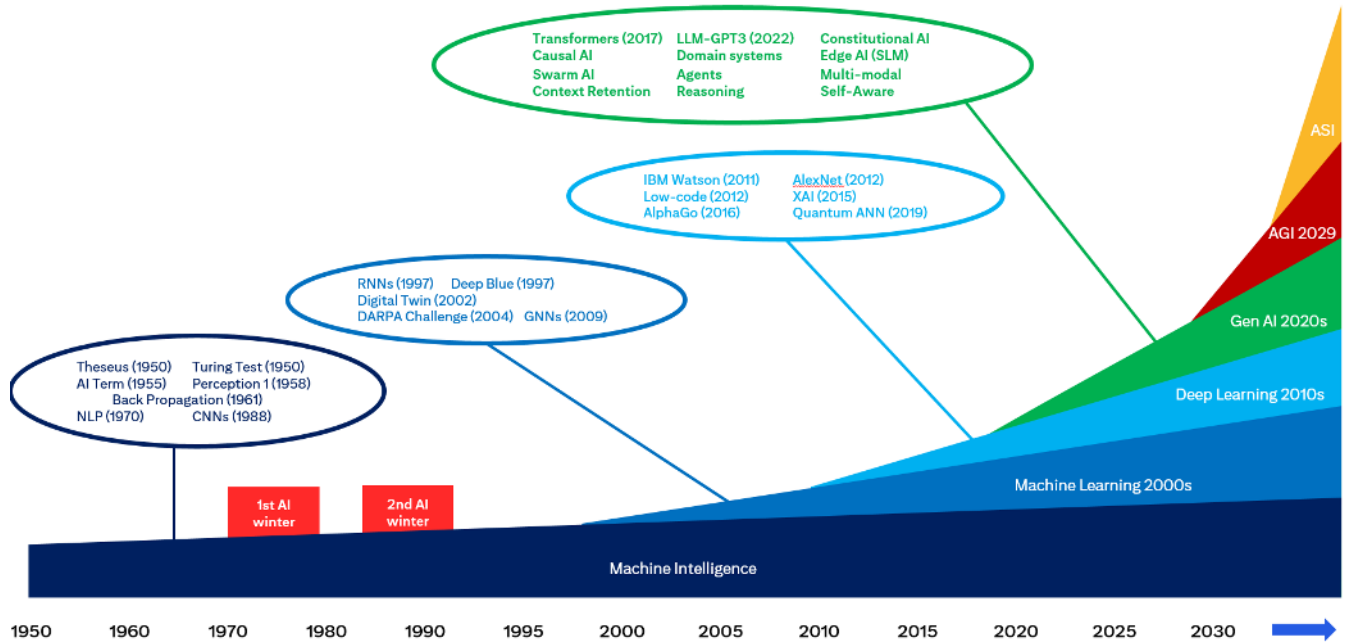 Transformers (2017) LLM-GPT3 (2022) Constitutional AI
Causal AI Domain systems Edge AI (SLM)
Swarm AI Agents Multi-modal
Context Retention Reasoning Self-Aware
ASI
IBM Watson (2011) AlexNet (2012)
Low-code (2012) XAI (2015)
AlphaGo (2016) Quantum ANN (2019)
AGI 2029
RNNs (1997) Deep Blue (1997)
Digital Twin (2002)
DARPA Challenge (2004) GNNs (2009)
Gen AI 2020s
Theseus (1950) Turing Test (1950)
AI Term (1955) Perception 1 (1958)
Back Propagation (1961)
NLP (1970) CNNs (1988)
Deep Learning 2010s
Machine Learning 2000s
1st AI
winter
2nd AI
winter
Machine Intelligence
1950 1960 1970 1980 1990 1995 2000 2005 2010 2015 2020 2025 2030